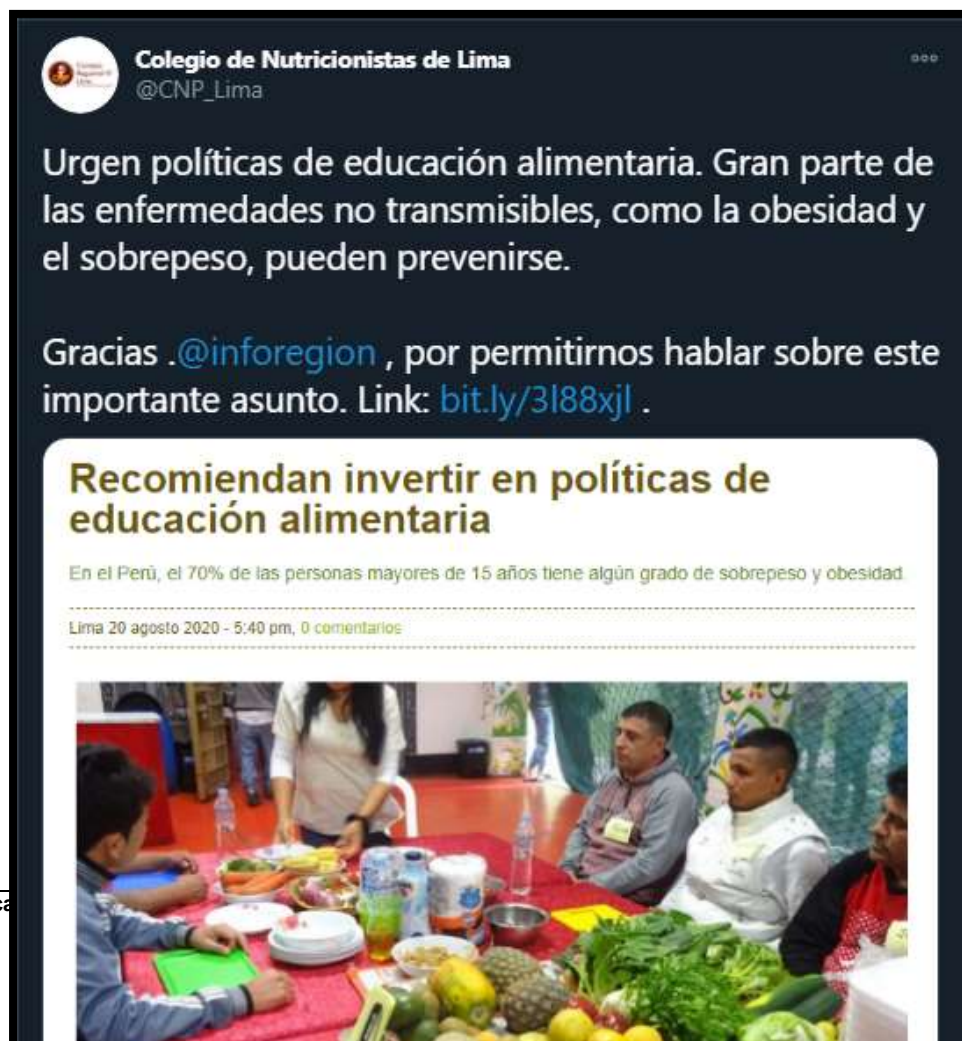 Colegio de Nutricionistas de Lima
@CNP_Lima
Urgen políticas de educación alimentaria. Gran parte de
las enfermedades no transmisibles, como la obesidad y
el sobrepeso, pueden prevenirse.
Gracias .@inforegion , por permitirnos hablar sobre este
importante asunto. Link: bit.ly/3l88xjl .
Recomiendan invertir en políticas de
educación alimentaria
En el Perú, el 70% de las personas mayores de 15 años tiene algún grado de sobrepeso y obesidad.
Lima 20 agosto 2020 - 5:40 pm, 0 comentarios